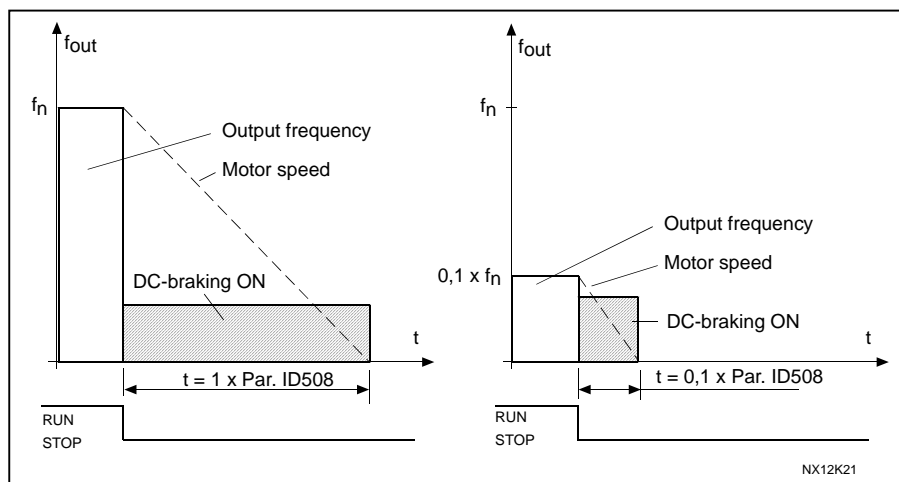 fout
fn
Output frequency
Motor speed
DC-braking ON
t
t = 1 x Par. ID508
RUN
STOP
fout
fn
Output frequency
Motor speed
0,1 x fn
DC-braking ON
t
t = 0,1 x Par. ID508
RUN
STOP
NX12K21